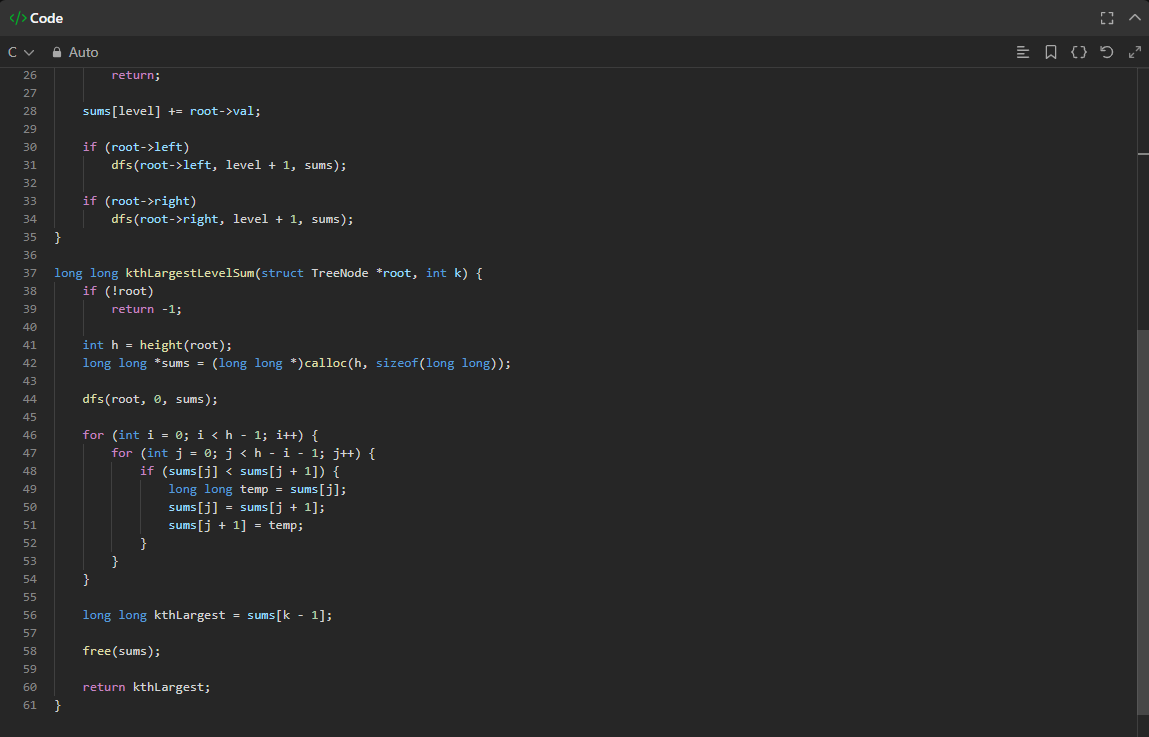 </> Code
C Auto
26 return;
27
28 sums[level] += root->val;
29
30 if (root->left)
31 dfs(root->left, level + 1, sums);
32
33 if (root->right)
34 dfs(root->right, level + 1, sums);
35 }
36
37 long long kthLargestLevelSum(struct TreeNode *root, int k) {
38 if (!root)
39 return -1;
40
41 int h = height(root);
42 long long *sums = (long long *)calloc(h, sizeof(long long));
43
44 dfs(root, 0, sums);
45
46 for (int i = 0; i < h - 1; i++) {
47 for (int j = 0; j < h - i - 1; j++) {
48 if (sums[j] < sums[j + 1]) {
49 long long temp = sums[j];
50 sums[j] = sums[j + 1];
51 sums[j + 1] = temp;
52 }
53 }
54 }
55
56 long long kthLargest = sums[k - 1];
57
58 free(sums);
59
60 return kthLargest;
61 }